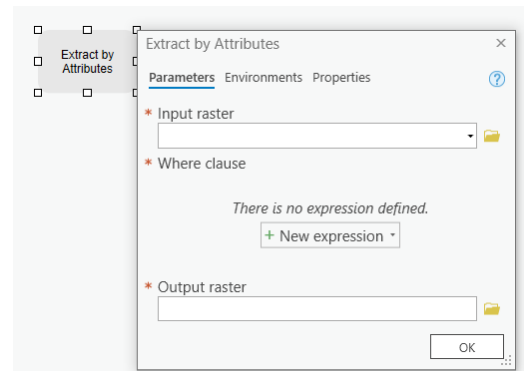 Extract by
Attributes
Extract by Attributes
Parameters Environments Properties
* Input raster
* Where clause
There is no expression defined.
+ New expression
* Output raster
OK